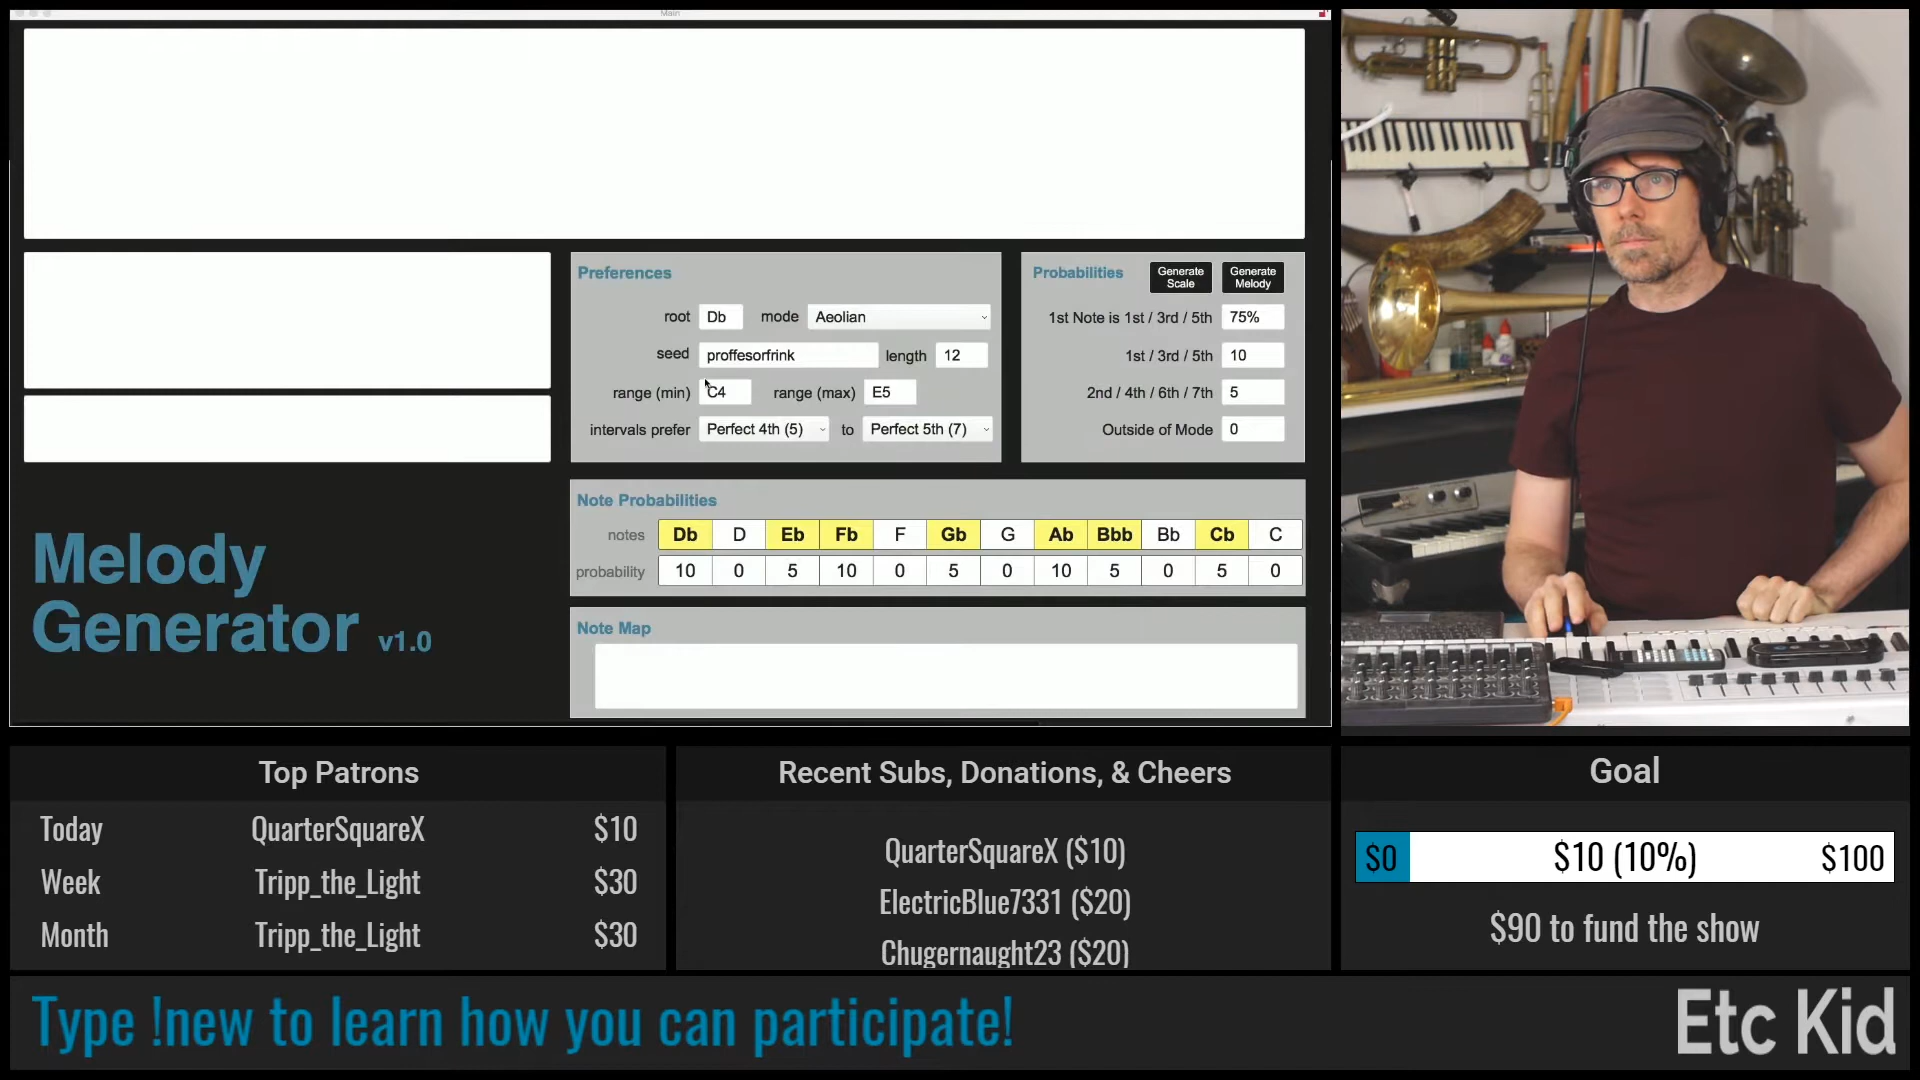 Main
Preferences
root Db mode Aeolian
seed proffesorfrink length 12
range (min) C4 range (max) E5
intervals prefer Perfect 4th (5) to Perfect 5th (7)
Probabilities
Generate Scale
Generate Melody
1st Note is 1st / 3rd / 5th 75%
1st / 3rd / 5th 10
2nd / 4th / 6th / 7th 5
Outside of Mode 0
Note Probabilities
notes Db D Eb Fb F Gb G Ab Bbb Bb Cb C
probability 10 0 5 10 0 5 0 10 5 0 5 0
Note Map
Melody
Generator v1.0
Top Patrons
Today QuarterSquareX $10
Week Tripp_the_Light $30
Month Tripp_the_Light $30
Recent Subs, Donations, & Cheers
QuarterSquareX ($10)
ElectricBlue7331 ($20)
Chugernaught23 ($20)
Goal
$0 $10 (10%) $100
$90 to fund the show
Type !new to learn how you can participate!
Etc Kid